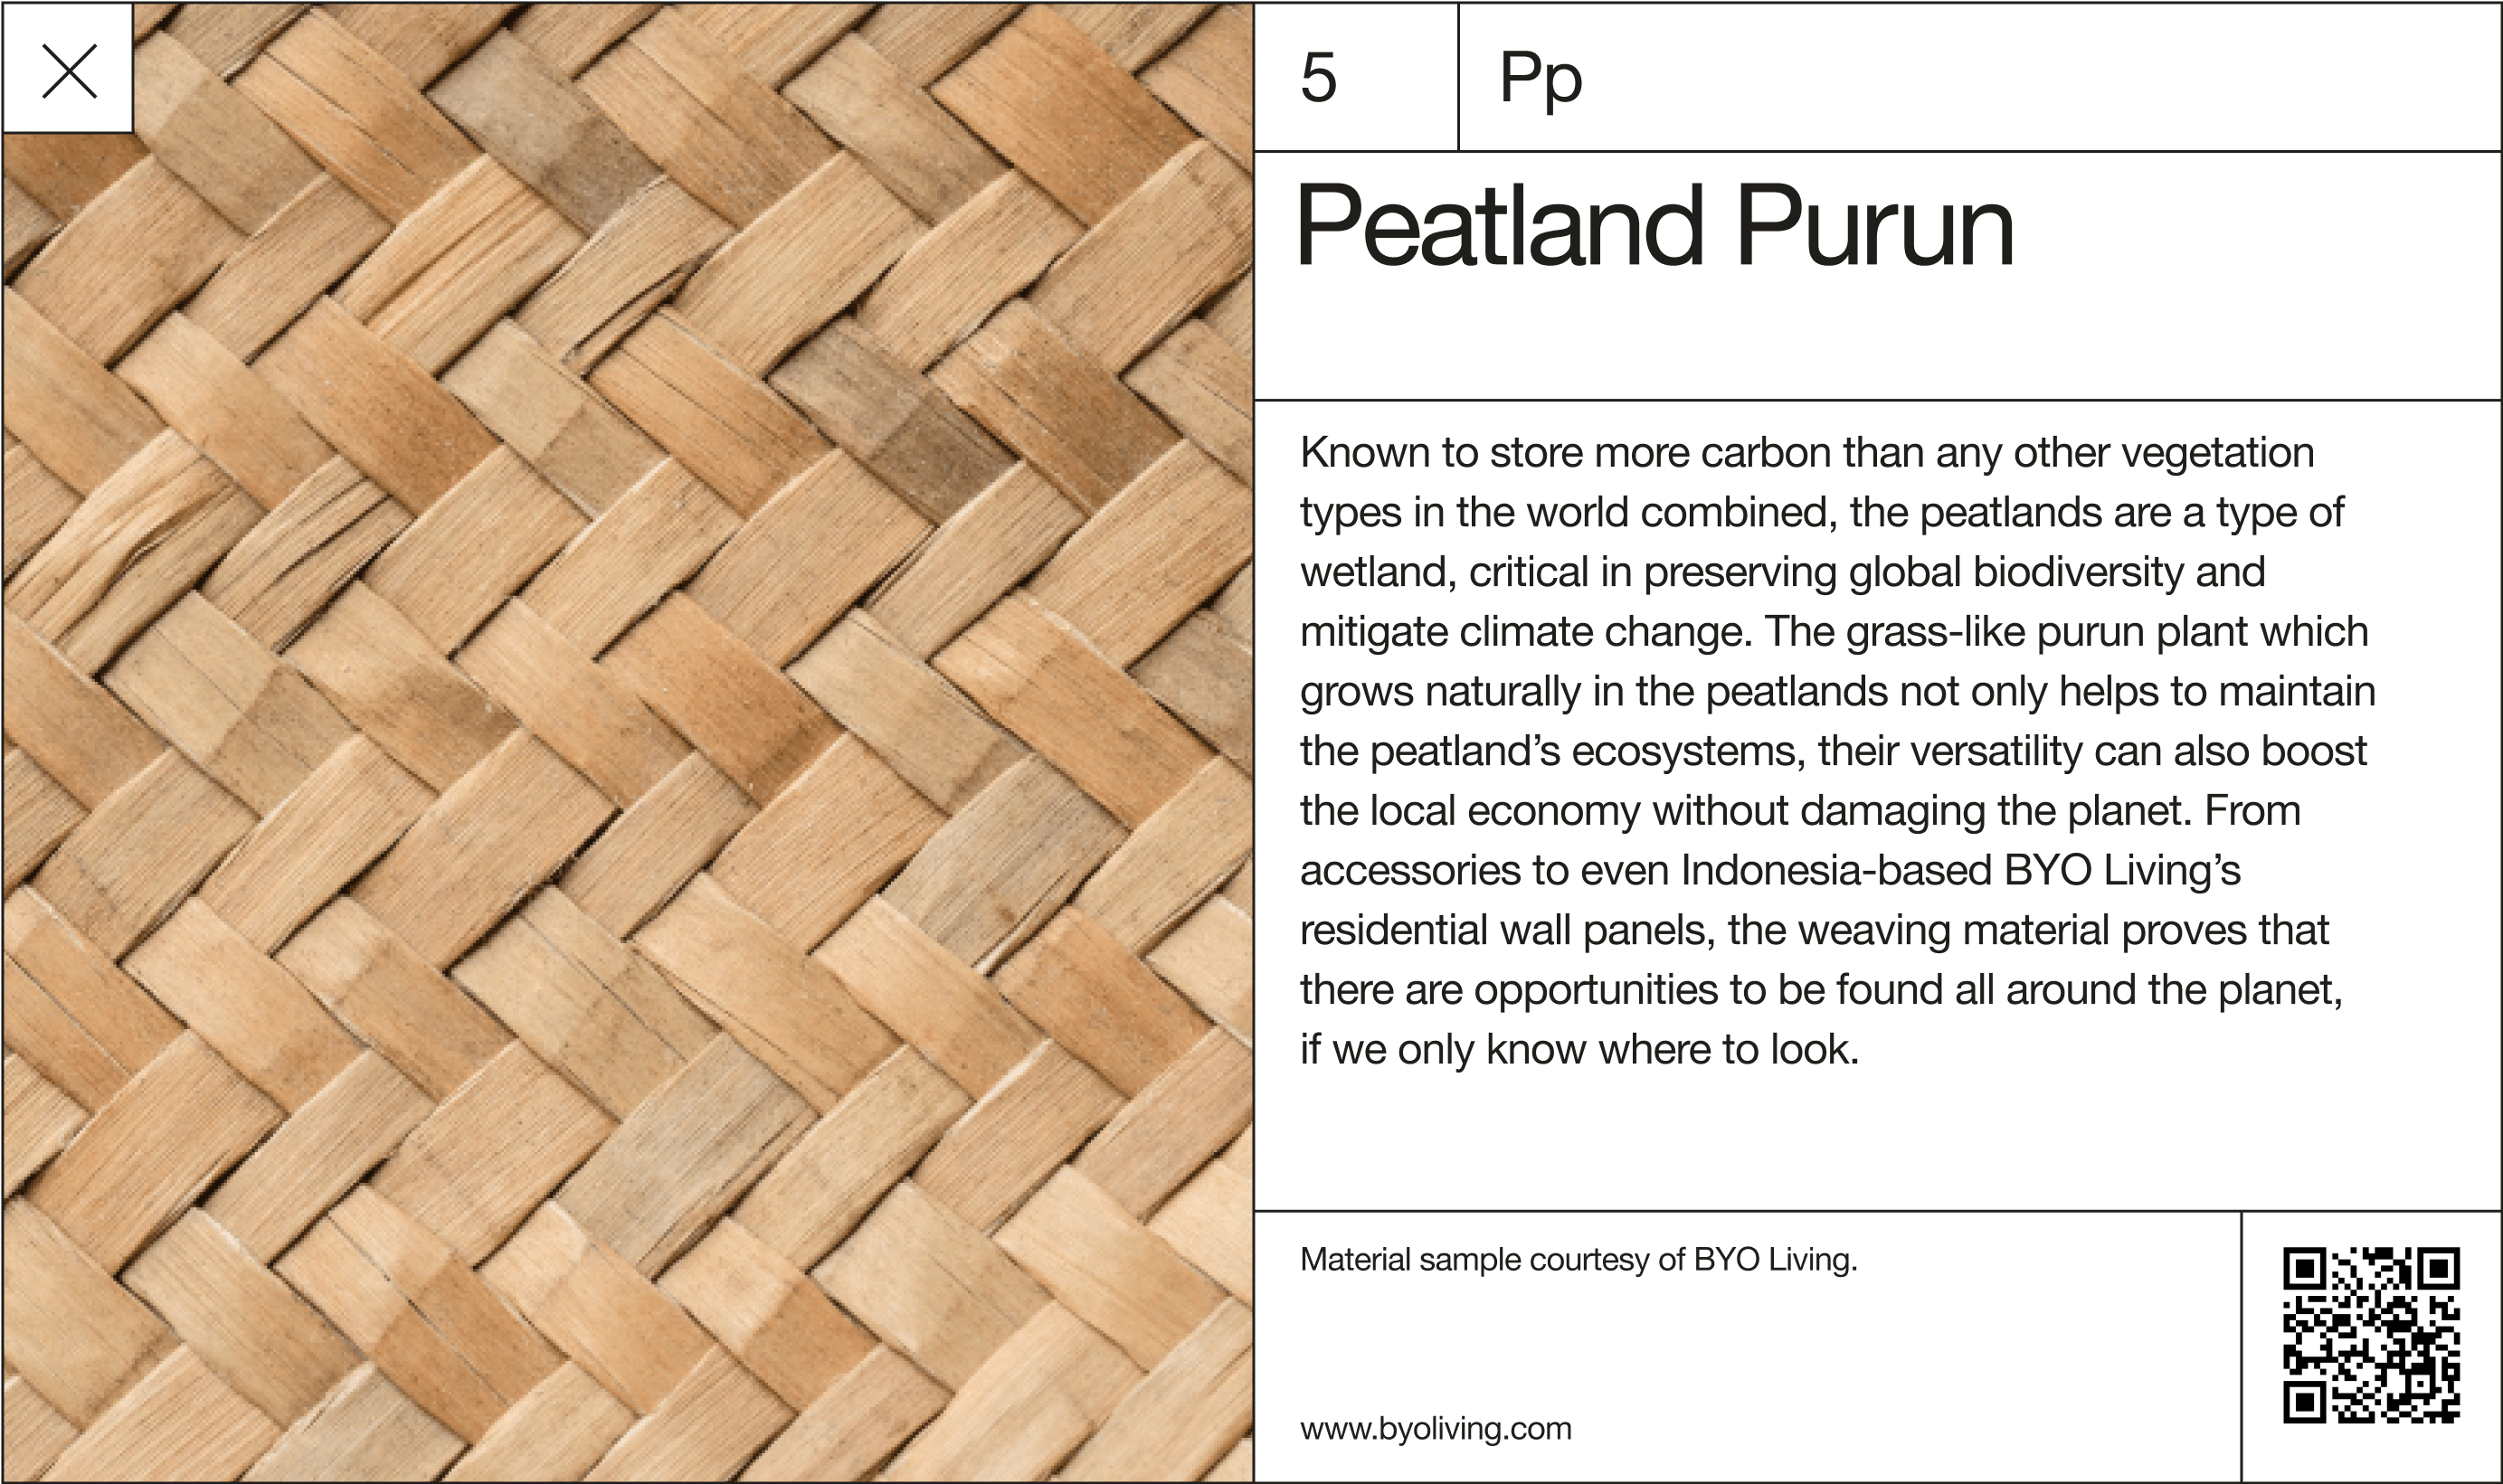 5
Pp
Peatland Purun
Known to store more carbon than any other vegetation
types in the world combined, the peatlands are a type of
wetland, critical in preserving global biodiversity and
mitigate climate change. The grass-like purun plant which
grows naturally in the peatlands not only helps to maintain
the peatland’s ecosystems, their versatility can also boost
the local economy without damaging the planet. From
accessories to even Indonesia-based BYO Living’s
residential wall panels, the weaving material proves that
there are opportunities to be found all around the planet,
if we only know where to look.
Material sample courtesy of BYO Living.
www.byoliving.com